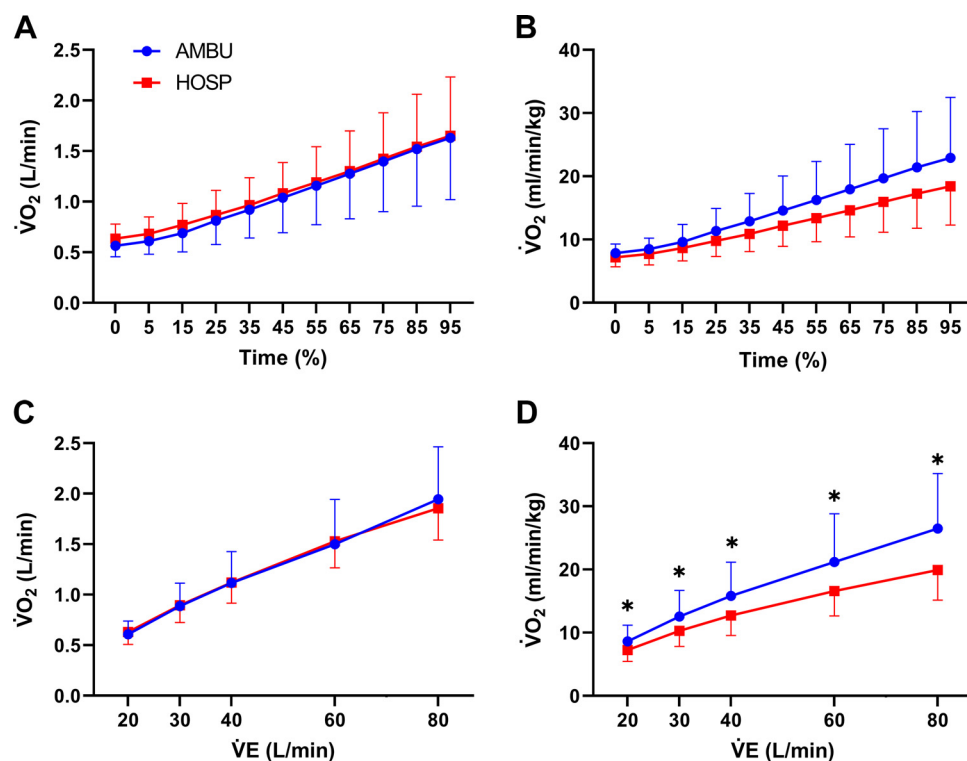 A
AMBU
HOSP
V̇O₂ (L/min)
2.5
2.0
1.5
1.0
0.5
0.0
0 5 15 25 35 45 55 65 75 85 95
Time (%)
B
V̇O₂ (ml/min/kg)
40
30
20
10
0
0 5 15 25 35 45 55 65 75 85 95
Time (%)
C
V̇O₂ (L/min)
2.5
2.0
1.5
1.0
0.5
0.0
20 30 40 60 80
V̇E (L/min)
D
V̇O₂ (ml/min/kg)
40
30
20
10
0
* * * * *
20 30 40 60 80
V̇E (L/min)